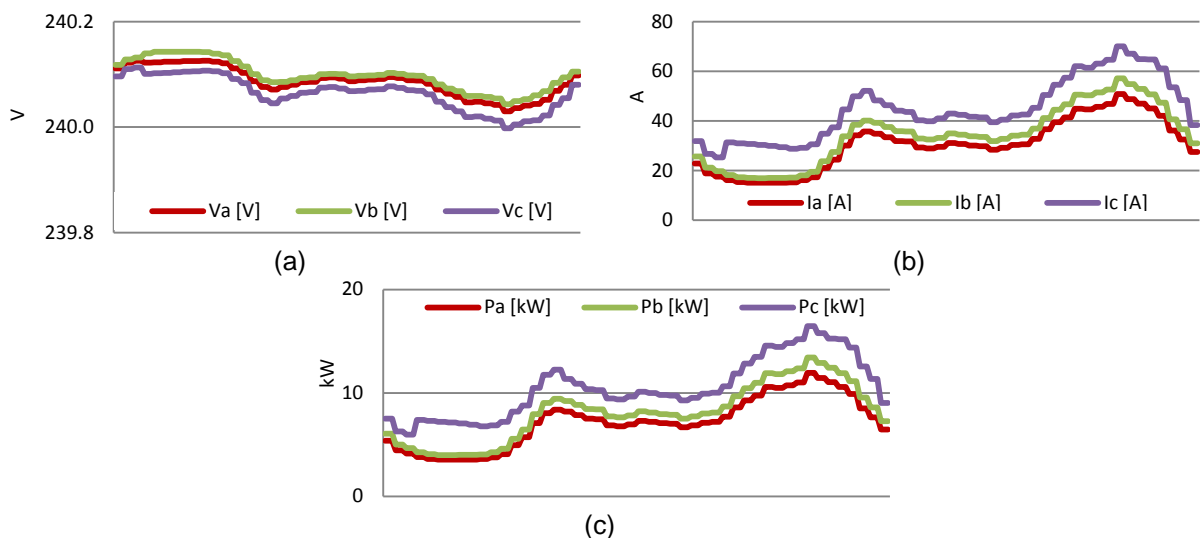 240.2
240.0
239.8
V
Va [V] Vb [V] Vc [V]
(a)
80
60
40
20
0
A
Ia [A] Ib [A] Ic [A]
(b)
20
10
0
kW
Pa [kW] Pb [kW] Pc [kW]
(c)